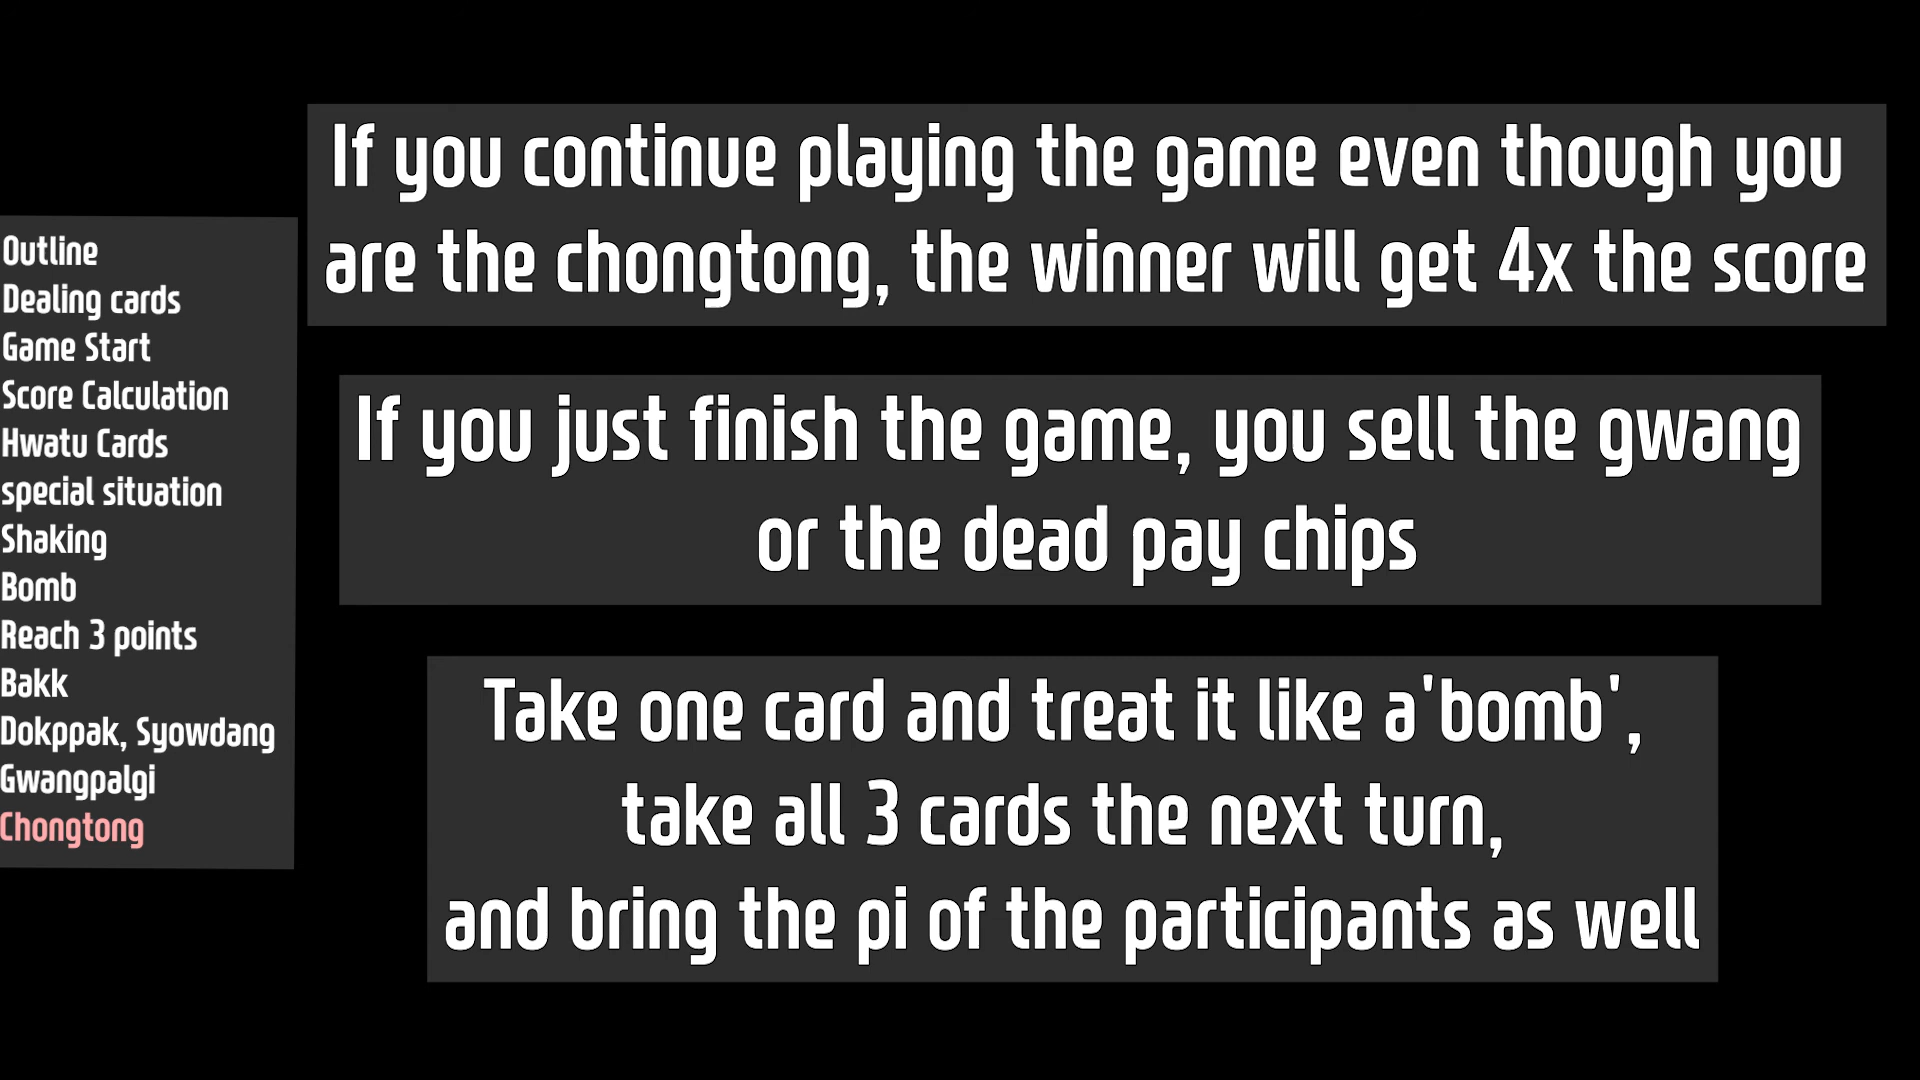 Outline
Dealing cards
Game Start
Score Calculation
Hwatu Cards
special situation
Shaking
Bomb
Reach 3 points
Bakk
Dokppak, Syowdang
Gwangpalgi
Chongtong
If you continue playing the game even though you
are the chongtong, the winner will get 4x the score
If you just finish the game, you sell the gwang
or the dead pay chips
Take one card and treat it like a'bomb',
take all 3 cards the next turn,
and bring the pi of the participants as well